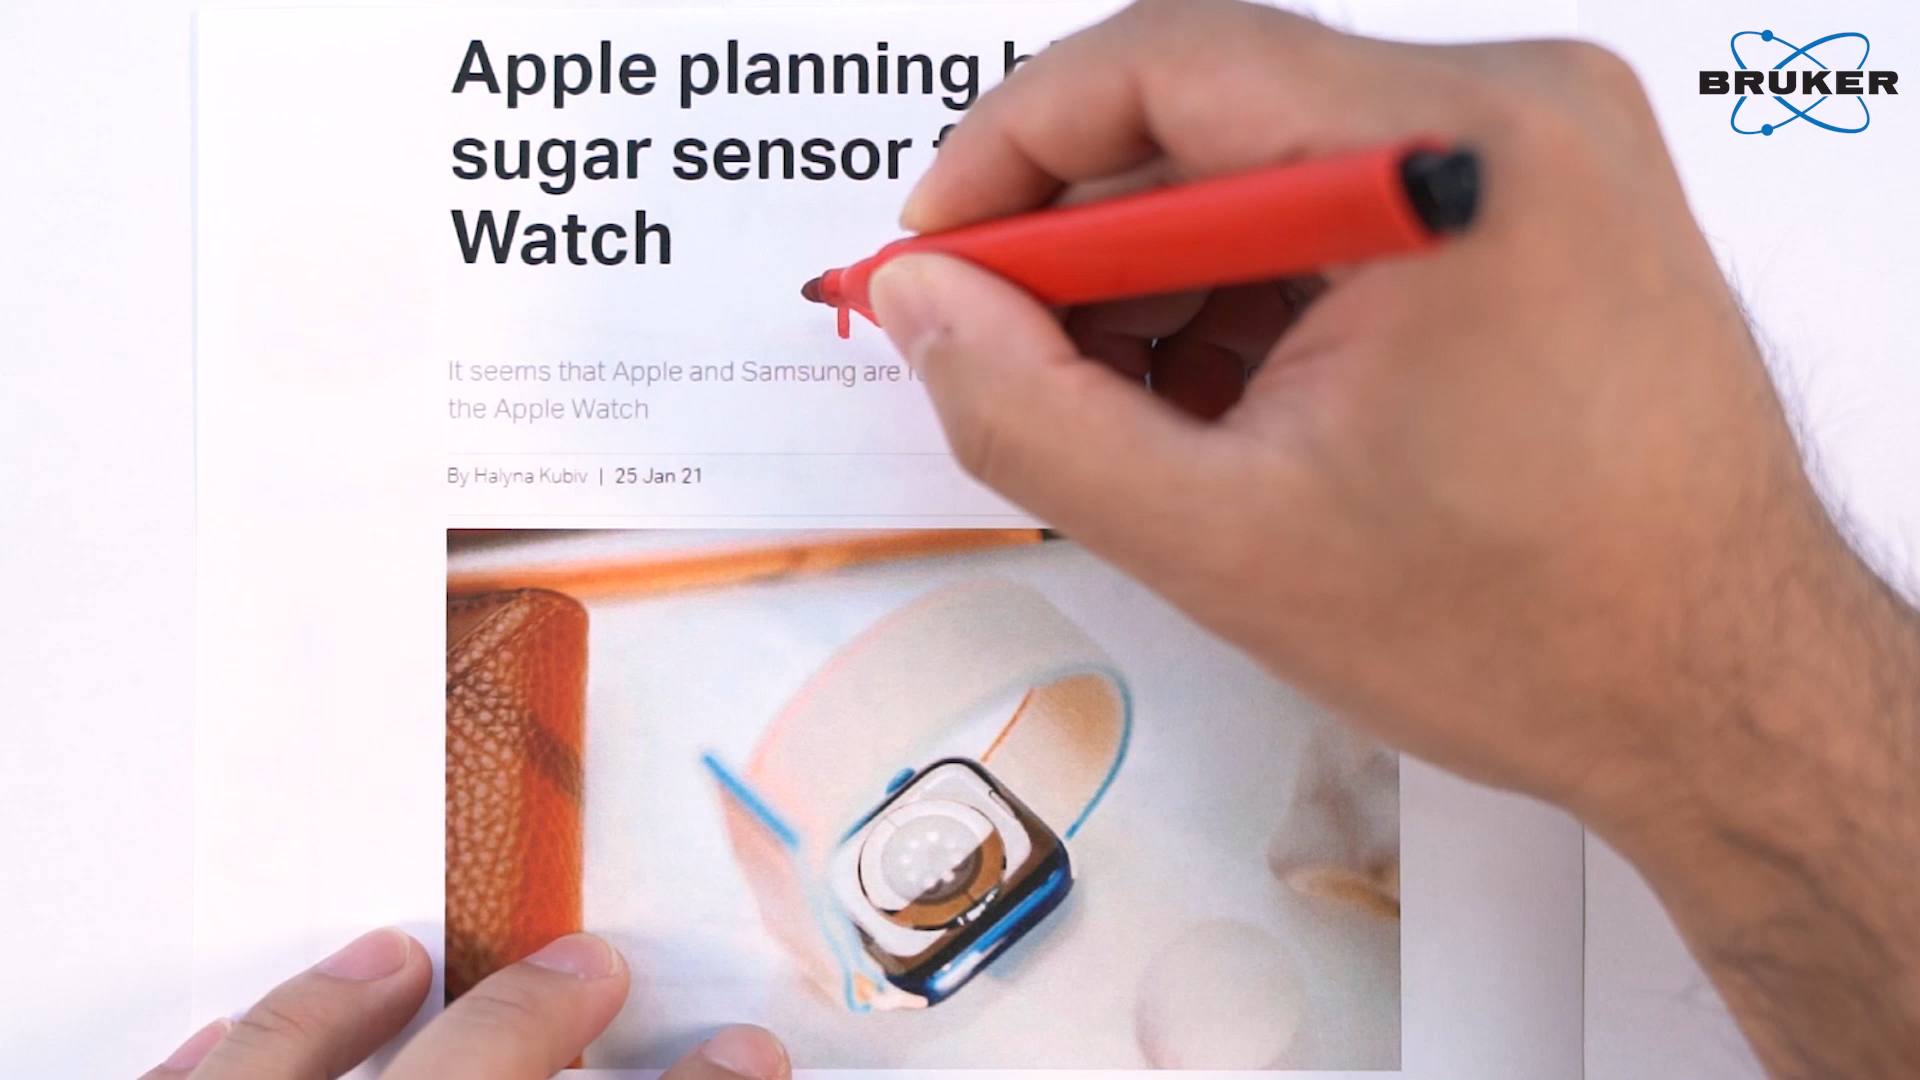 Apple planning
sugar sensor
Watch
It seems that Apple and Samsung are
the Apple Watch
By Halyna Kubiv | 25 Jan 21
BRUKER